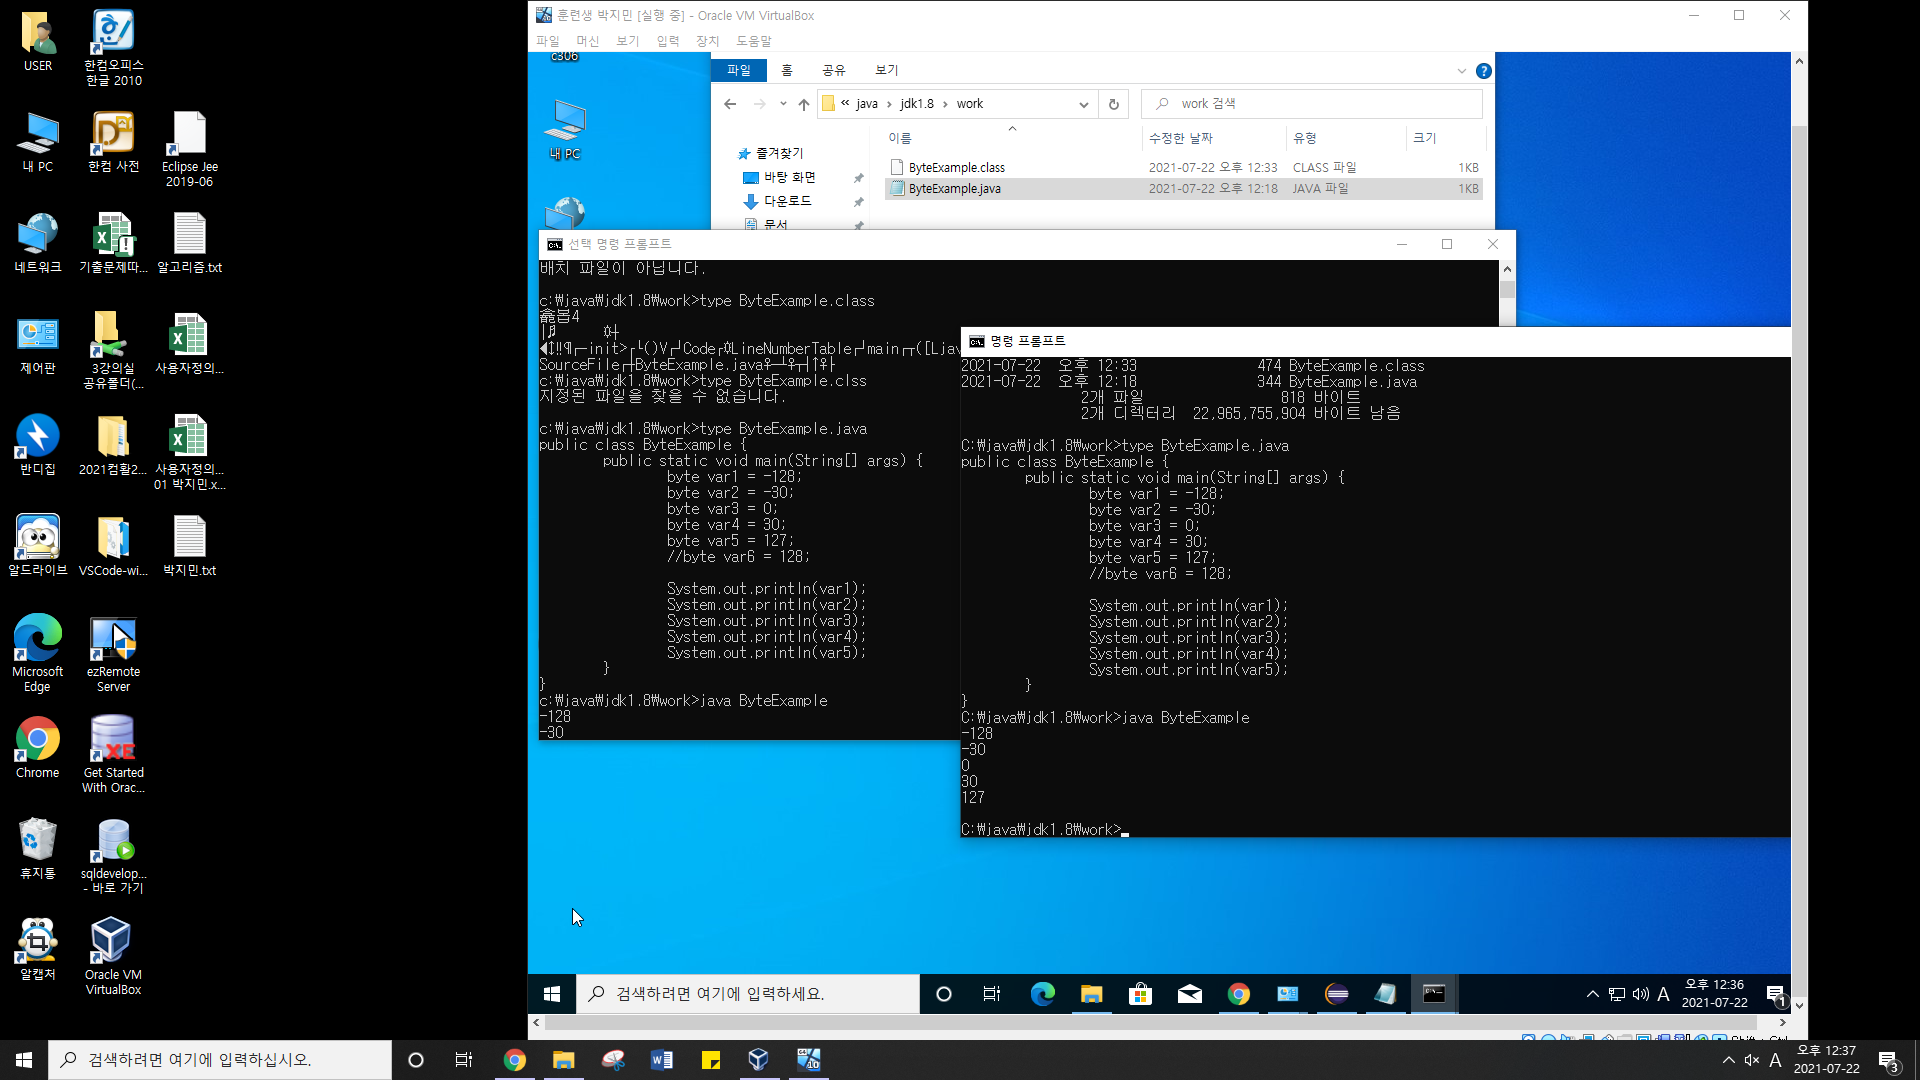 USER
한컴오피스
한글 2010
내 PC
한컴 사전
Eclipse Jee
2019-06
네트워크
기출문제따...
알고리즘.txt
제어판
3강의실
공유폴더(...
사용자정의...
반디집
2021컴활2...
사용자정의...
01 박지민.x...
알드라이브
VSCode-wi...
박지민.txt
Microsoft
Edge
ezRemote
Server
Chrome
Get Started
With Orac...
휴지통
sqldevelop...
- 바로 가기
알캡처
Oracle VM
VirtualBox
훈련생 박지민 [실행 중] - Oracle VM VirtualBox
파일 머신 보기 입력 장치 도움말
c306
내 PC
파일 홈 공유 보기
« java › jdk1.8 › work
work 검색
이름 수정한 날짜 유형 크기
즐겨찾기
바탕 화면
다운로드
문서
ByteExample.class 2021-07-22 오후 12:33 CLASS 파일 1KB
ByteExample.java 2021-07-22 오후 12:18 JAVA 파일 1KB
선택 명령 프롬프트
배치 파일이 아닙니다.
c:₩java₩jdk1.8₩work>type ByteExample.class
SourceFile┬┼ByteExample.java
c:₩java₩jdk1.8₩work>type ByteExample.clss
지정된 파일을 찾을 수 없습니다.
c:₩java₩jdk1.8₩work>type ByteExample.java
public class ByteExample {
public static void main(String[] args) {
byte var1 = -128;
byte var2 = -30;
byte var3 = 0;
byte var4 = 30;
byte var5 = 127;
//byte var6 = 128;
System.out.println(var1);
System.out.println(var2);
System.out.println(var3);
System.out.println(var4);
System.out.println(var5);
}
}
c:₩java₩jdk1.8₩work>java ByteExample
-128
-30
명령 프롬프트
2021-07-22 오후 12:33 474 ByteExample.class
2021-07-22 오후 12:18 344 ByteExample.java
2개 파일 818 바이트
2개 디렉터리 22,965,755,904 바이트 남음
C:₩java₩jdk1.8₩work>type ByteExample.java
public class ByteExample {
public static void main(String[] args) {
byte var1 = -128;
byte var2 = -30;
byte var3 = 0;
byte var4 = 30;
byte var5 = 127;
//byte var6 = 128;
System.out.println(var1);
System.out.println(var2);
System.out.println(var3);
System.out.println(var4);
System.out.println(var5);
}
}
C:₩java₩jdk1.8₩work>java ByteExample
-128
-30
0
30
127
C:₩java₩jdk1.8₩work>
검색하려면 여기에 입력하세요.
A
오후 12:36
2021-07-22
1
검색하려면 여기에 입력하십시오.
A
오후 12:37
2021-07-22
3